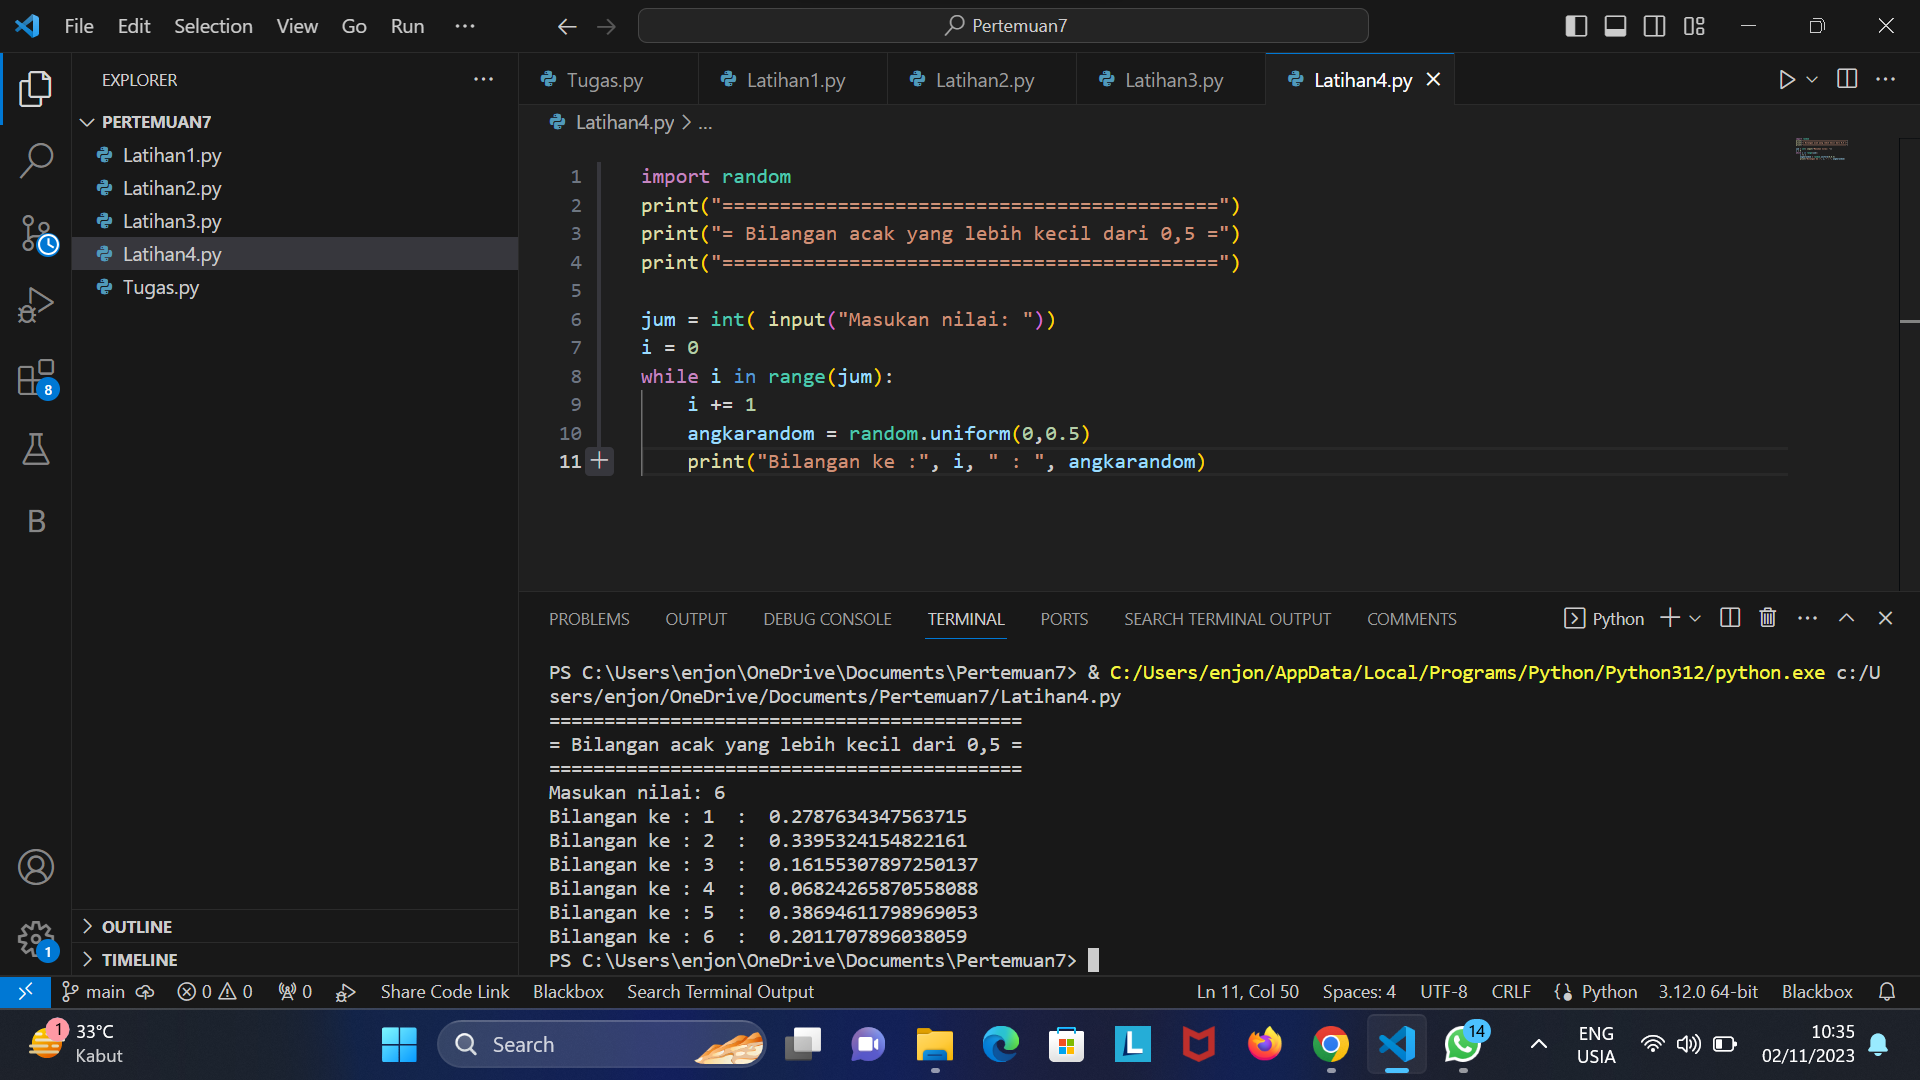 File Edit Selection View Go Run ···
Pertemuan7
EXPLORER
PERTEMUAN7
Latihan1.py
Latihan2.py
Latihan3.py
Latihan4.py
Tugas.py
OUTLINE
TIMELINE
Tugas.py Latihan1.py Latihan2.py Latihan3.py Latihan4.py
Latihan4.py > ...
1 import random
2 print("===========================================")
3 print("= Bilangan acak yang lebih kecil dari 0,5 =")
4 print("===========================================")
5
6 jum = int( input("Masukan nilai: "))
7 i = 0
8 while i in range(jum):
9 i += 1
10 angkarandom = random.uniform(0,0.5)
11 print("Bilangan ke :", i, " : ", angkarandom)
PROBLEMS OUTPUT DEBUG CONSOLE TERMINAL PORTS SEARCH TERMINAL OUTPUT COMMENTS Python
PS C:\Users\enjon\OneDrive\Documents\Pertemuan7> & C:/Users/enjon/AppData/Local/Programs/Python/Python312/python.exe c:/U
sers/enjon/OneDrive/Documents/Pertemuan7/Latihan4.py
===========================================
= Bilangan acak yang lebih kecil dari 0,5 =
===========================================
Masukan nilai: 6
Bilangan ke : 1  :  0.2787634347563715
Bilangan ke : 2  :  0.3395324154822161
Bilangan ke : 3  :  0.16155307897250137
Bilangan ke : 4  :  0.06824265870558088
Bilangan ke : 5  :  0.38694611798969053
Bilangan ke : 6  :  0.2011707896038059
PS C:\Users\enjon\OneDrive\Documents\Pertemuan7>
8
B
1
main 0 0 0 Share Code Link Blackbox Search Terminal Output Ln 11, Col 50 Spaces: 4 UTF-8 CRLF Python 3.12.0 64-bit Blackbox
1 33°C
Kabut
Search
L
14
ENG
USIA
10:35
02/11/2023